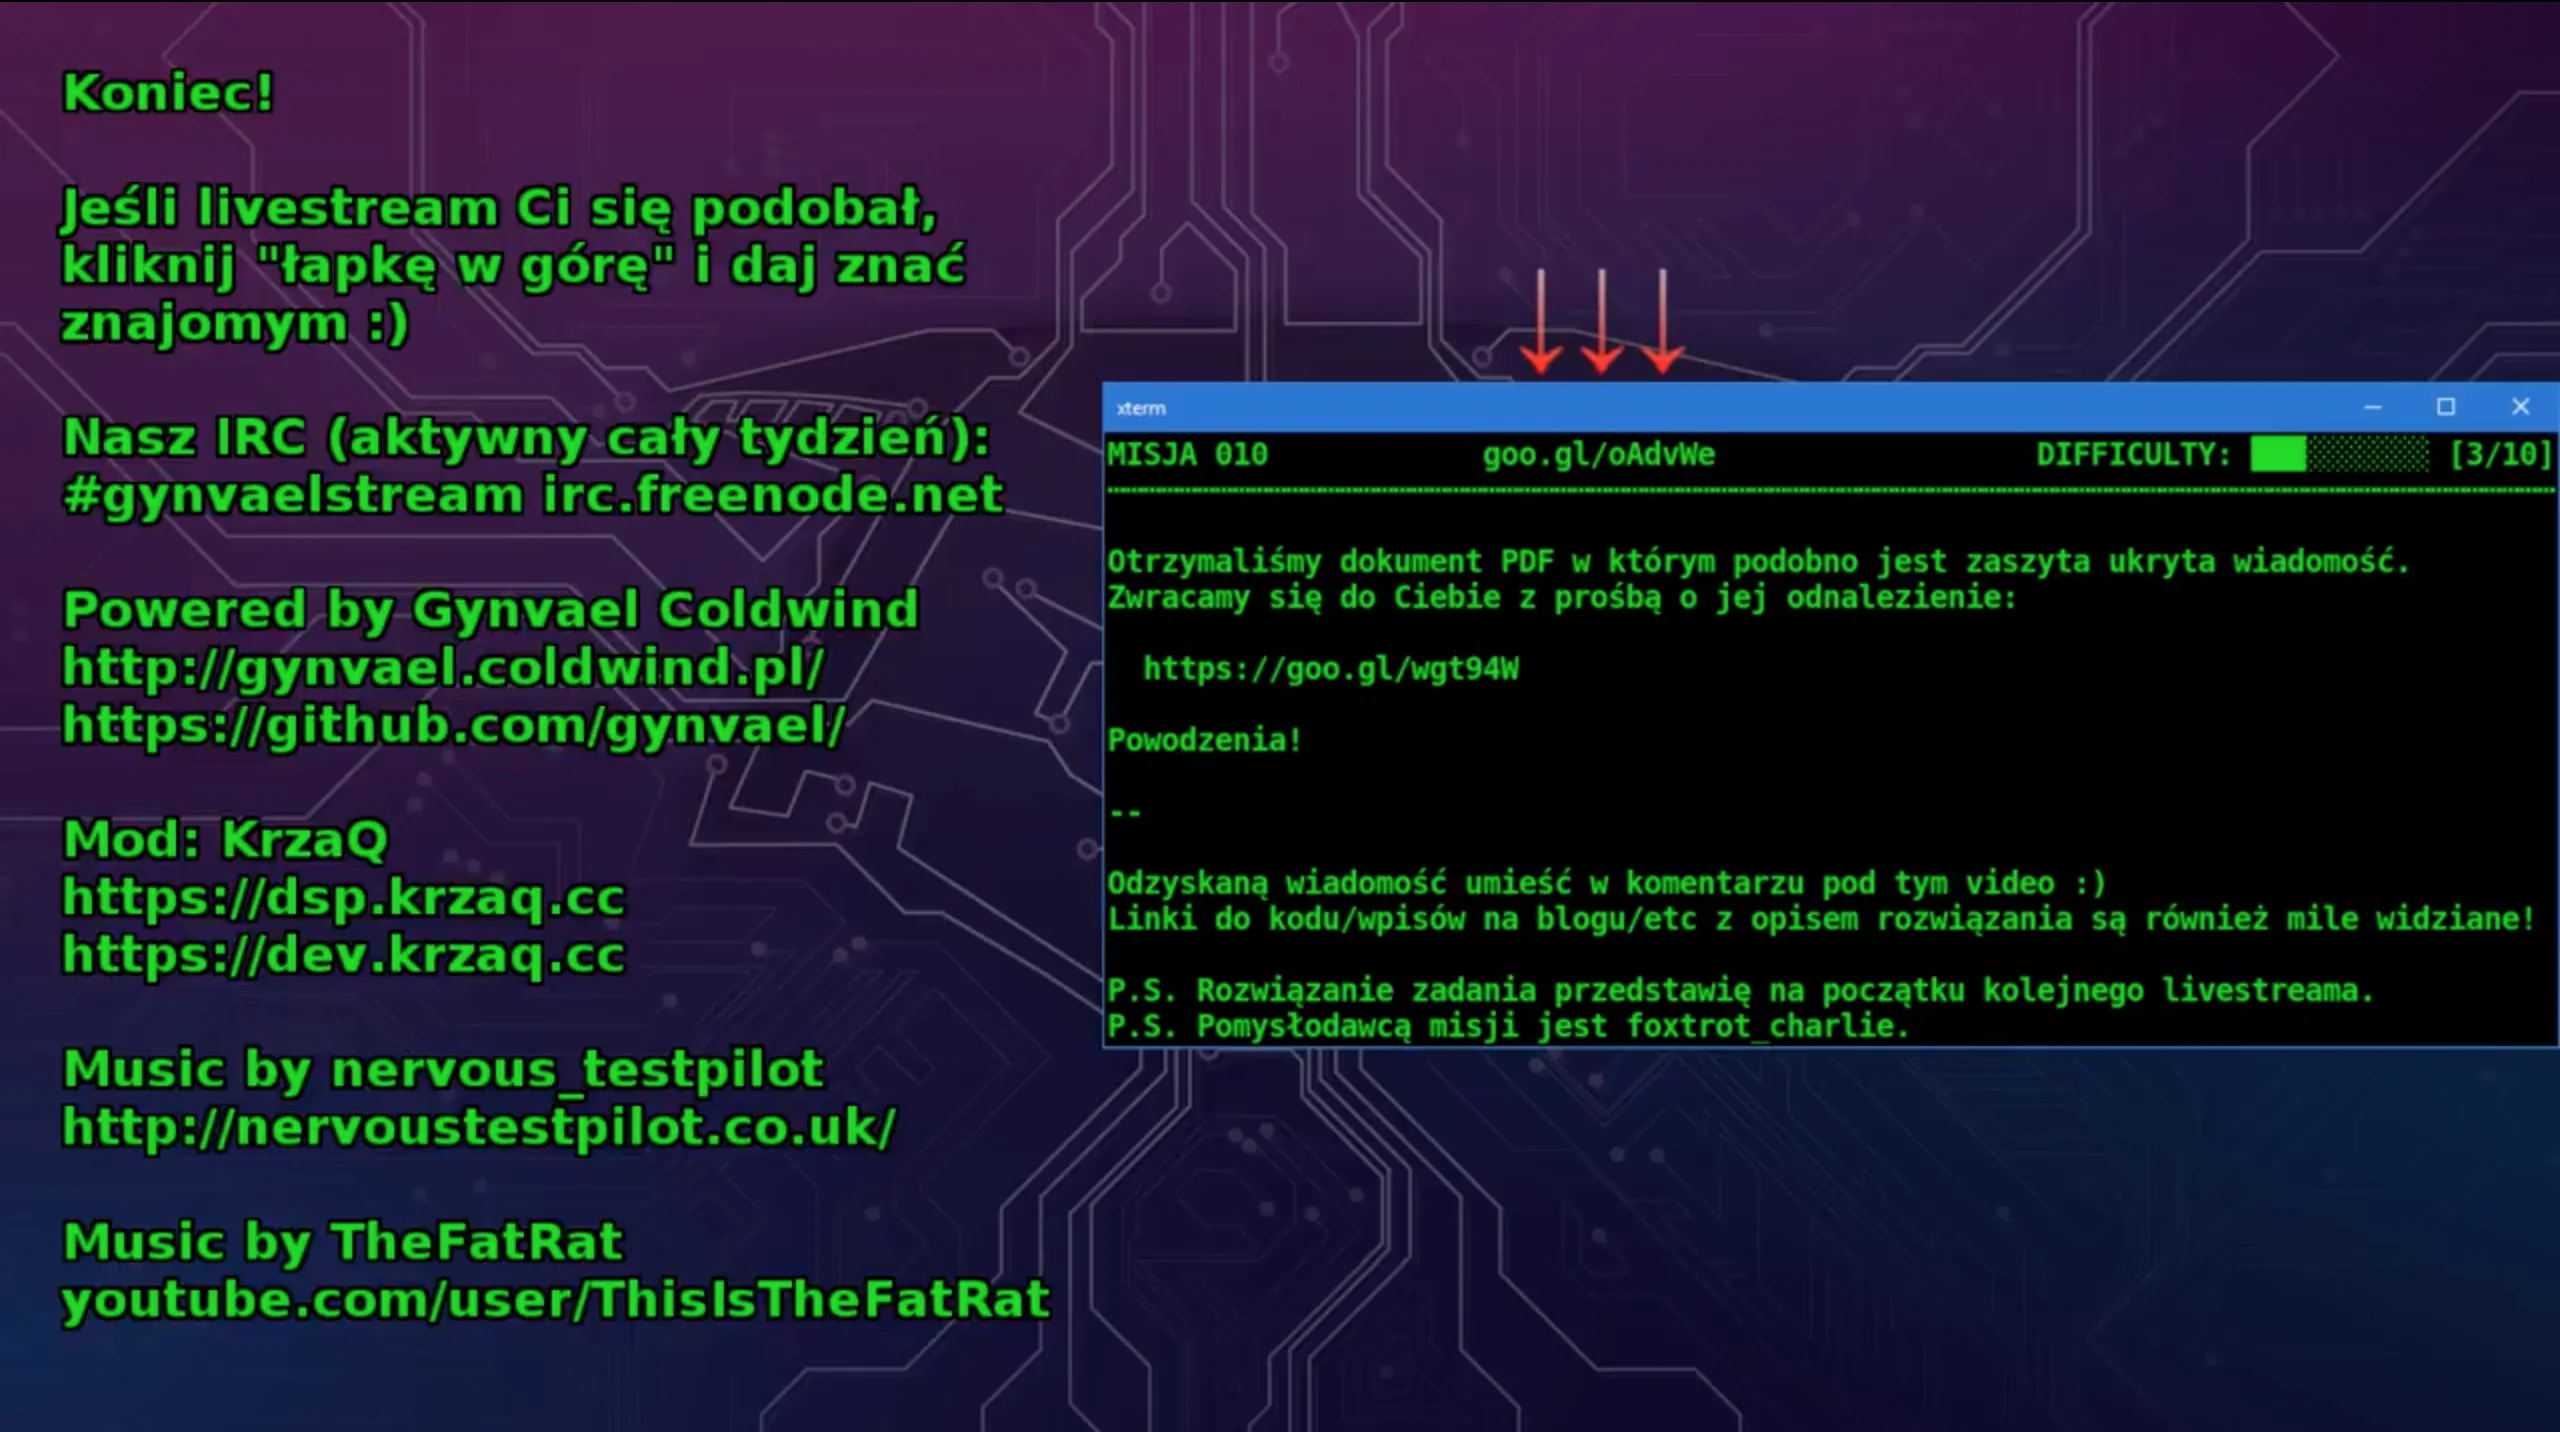 Koniec!
Jeśli livestream Ci się podobał,
kliknij "łapkę w górę" i daj znać
znajomym :)
Nasz IRC (aktywny cały tydzień):
#gynvaelstream irc.freenode.net
Powered by Gynvael Coldwind
http://gynvael.coldwind.pl/
https://github.com/gynvael/
Mod: KrzaQ
https://dsp.krzaq.cc
https://dev.krzaq.cc
Music by nervous_testpilot
http://nervoustestpilot.co.uk/
Music by TheFatRat
youtube.com/user/ThisIsTheFatRat
xterm
MISJA 010 goo.gl/oAdvWe DIFFICULTY: [3/10]
Otrzymaliśmy dokument PDF w którym podobno jest zaszyta ukryta wiadomość.
Zwracamy się do Ciebie z prośbą o jej odnalezienie:
https://goo.gl/wgt94W
Powodzenia!
--
Odzyskaną wiadomość umieść w komentarzu pod tym video :)
Linki do kodu/wpisów na blogu/etc z opisem rozwiązania są również mile widziane!
P.S. Rozwiązanie zadania przedstawię na początku kolejnego livestreama.
P.S. Pomysłodawcą misji jest foxtrot_charlie.